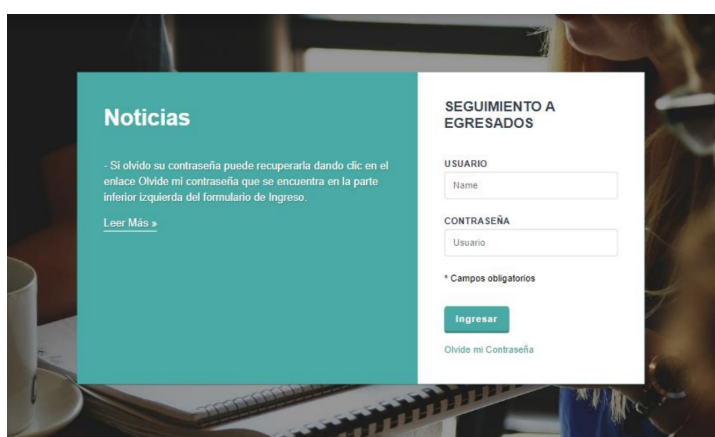 Noticias
- Si olvido su contraseña puede recuperarla dando clic en el
enlace Olvide mi contraseña que se encuentra en la parte
inferior izquierda del formulario de Ingreso.
Leer Más »
SEGUIMIENTO A
EGRESADOS
USUARIO
Name
CONTRASEÑA
Usuario
* Campos obligatorios
Ingresar
Olvide mi Contraseña